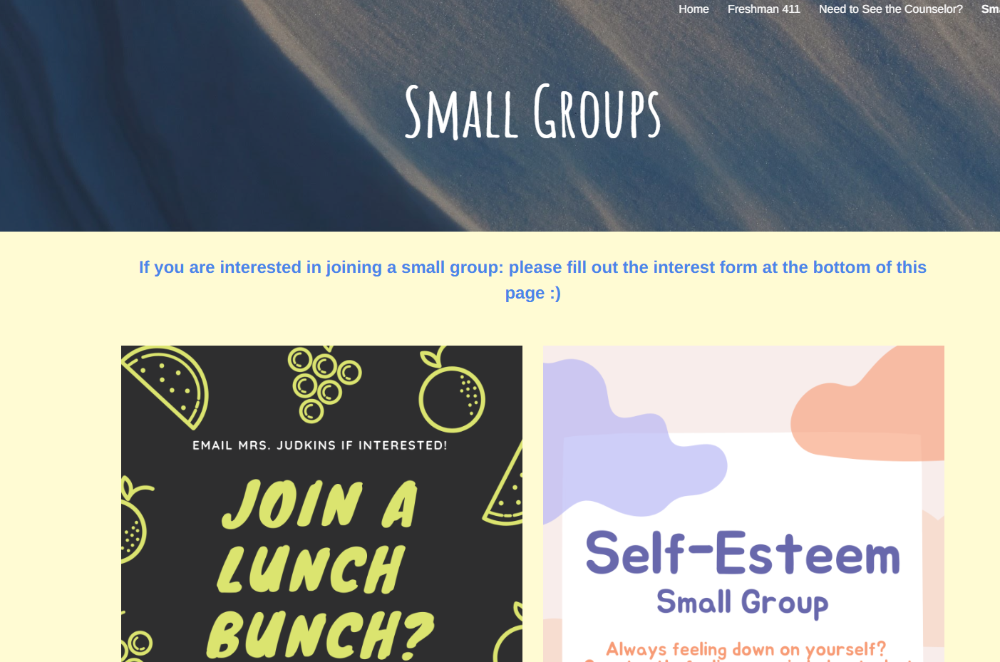 Home Freshman 411 Need to See the Counselor?
Small Groups
If you are interested in joining a small group: please fill out the interest form at the bottom of this
page :)
EMAIL MRS. JUDKINS IF INTERESTED!
JOIN A
LUNCH
BUNCH?
Self-Esteem
Small Group
Always feeling down on yourself?